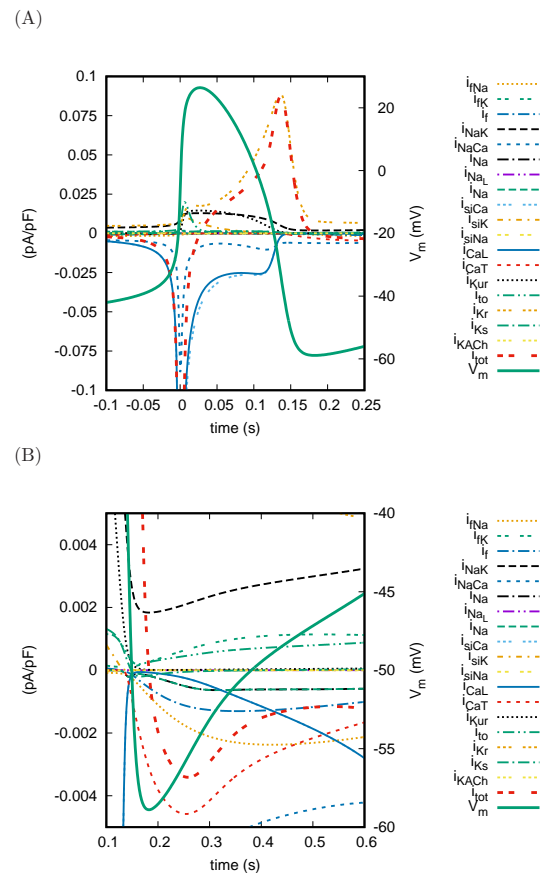 (A)
0.1
0.075
0.05
0.025
0
-0.025
-0.05
-0.075
-0.1
(pA/pF)
-0.1
-0.05
0
0.05
0.1
0.15
0.2
0.25
time (s)
20
0
-20
-40
-60
V_m (mV)
i_fNa
i_fK
i_f
i_NaK
i_NaCa
i_Na
i_Na_L
i_Na
i_siCa
i_siK
i_siNa
i_CaL
i_CaT
i_Kur
i_to
i_Kr
i_Ks
i_KACh
i_tot
V_m
(B)
0.004
0.002
0
-0.002
-0.004
(pA/pF)
0.1
0.2
0.3
0.4
0.5
0.6
time (s)
-40
-45
-50
-55
-60
V_m (mV)
i_fNa
i_fK
i_f
i_NaK
i_NaCa
i_Na
i_Na_L
i_Na
i_siCa
i_siK
i_siNa
i_CaL
i_CaT
i_Kur
i_to
i_Kr
i_Ks
i_KACh
i_tot
V_m